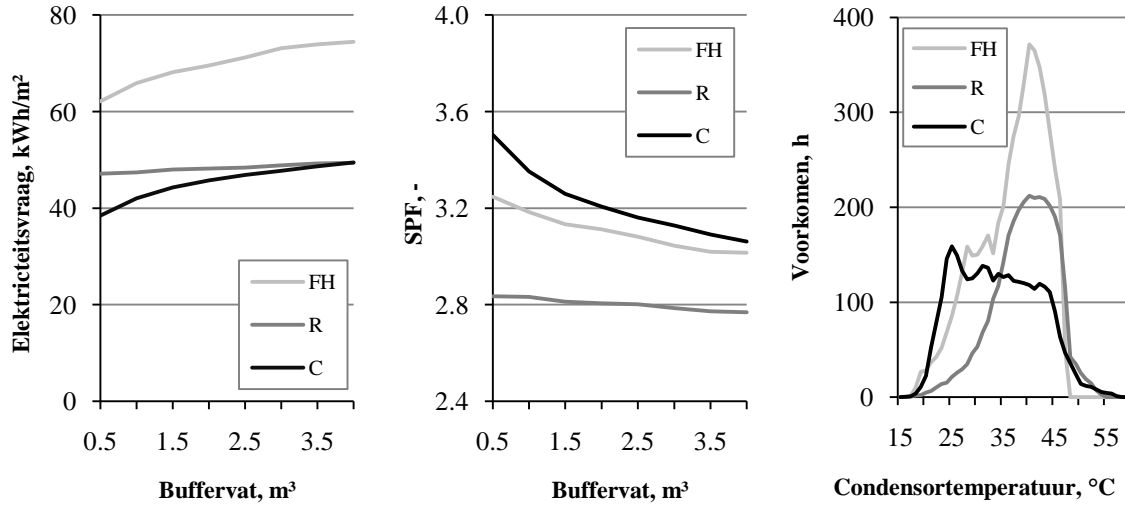 Elektriciteitsvraag, kWh/m²
80
60
40
20
0
0.5
1.5
2.5
3.5
Buffervat, m³
FH
R
C
SPF, -
4.0
3.6
3.2
2.8
2.4
0.5
1.5
2.5
3.5
Buffervat, m³
FH
R
C
Voorkomen, h
400
300
200
100
0
15
25
35
45
55
Condensortemperatuur, °C
FH
R
C